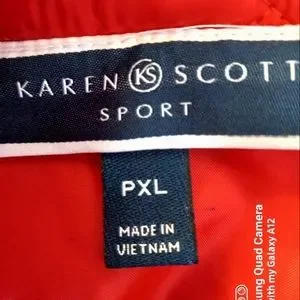 KAREN KS SCOTT
SPORT
PXL
MADE IN
VIETNAM
ung Quad Camera
with my Galaxy A12